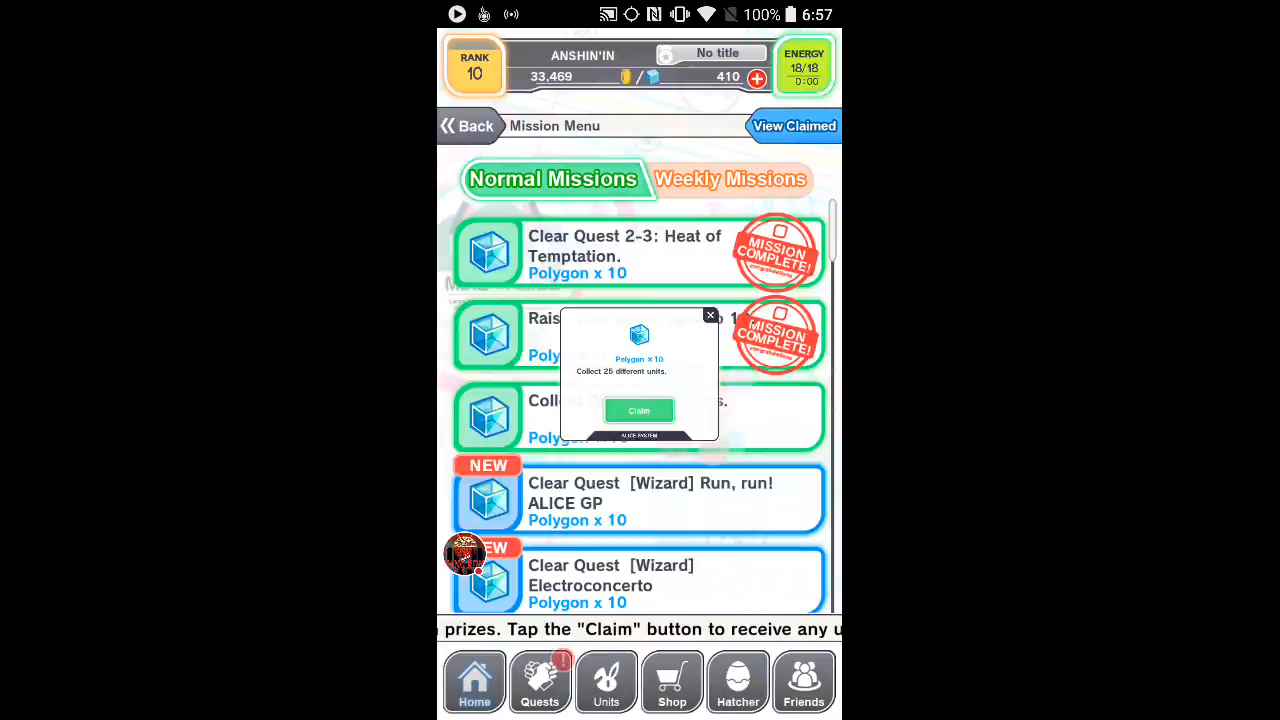 100% 6:57
RANK
10
ANSHIN'IN
No title
33,469
/
410
ENERGY
18/18
0:00
Back
Mission Menu
View Claimed
Normal Missions
Weekly Missions
Clear Quest 2-3: Heat of
Temptation.
Polygon x 10
MISSION
COMPLETE!
congratulations
MISSION
COMPLETE!
congratulations
Polygon ×10
Collect 25 different units.
Claim
ALICE SYSTEM
NEW
Clear Quest [Wizard] Run, run!
ALICE GP
Polygon x 10
Clear Quest [Wizard]
Electroconcerto
Polygon x 10
prizes. Tap the "Claim" button to receive any
Home
Quests
Units
Shop
Hatcher
Friends